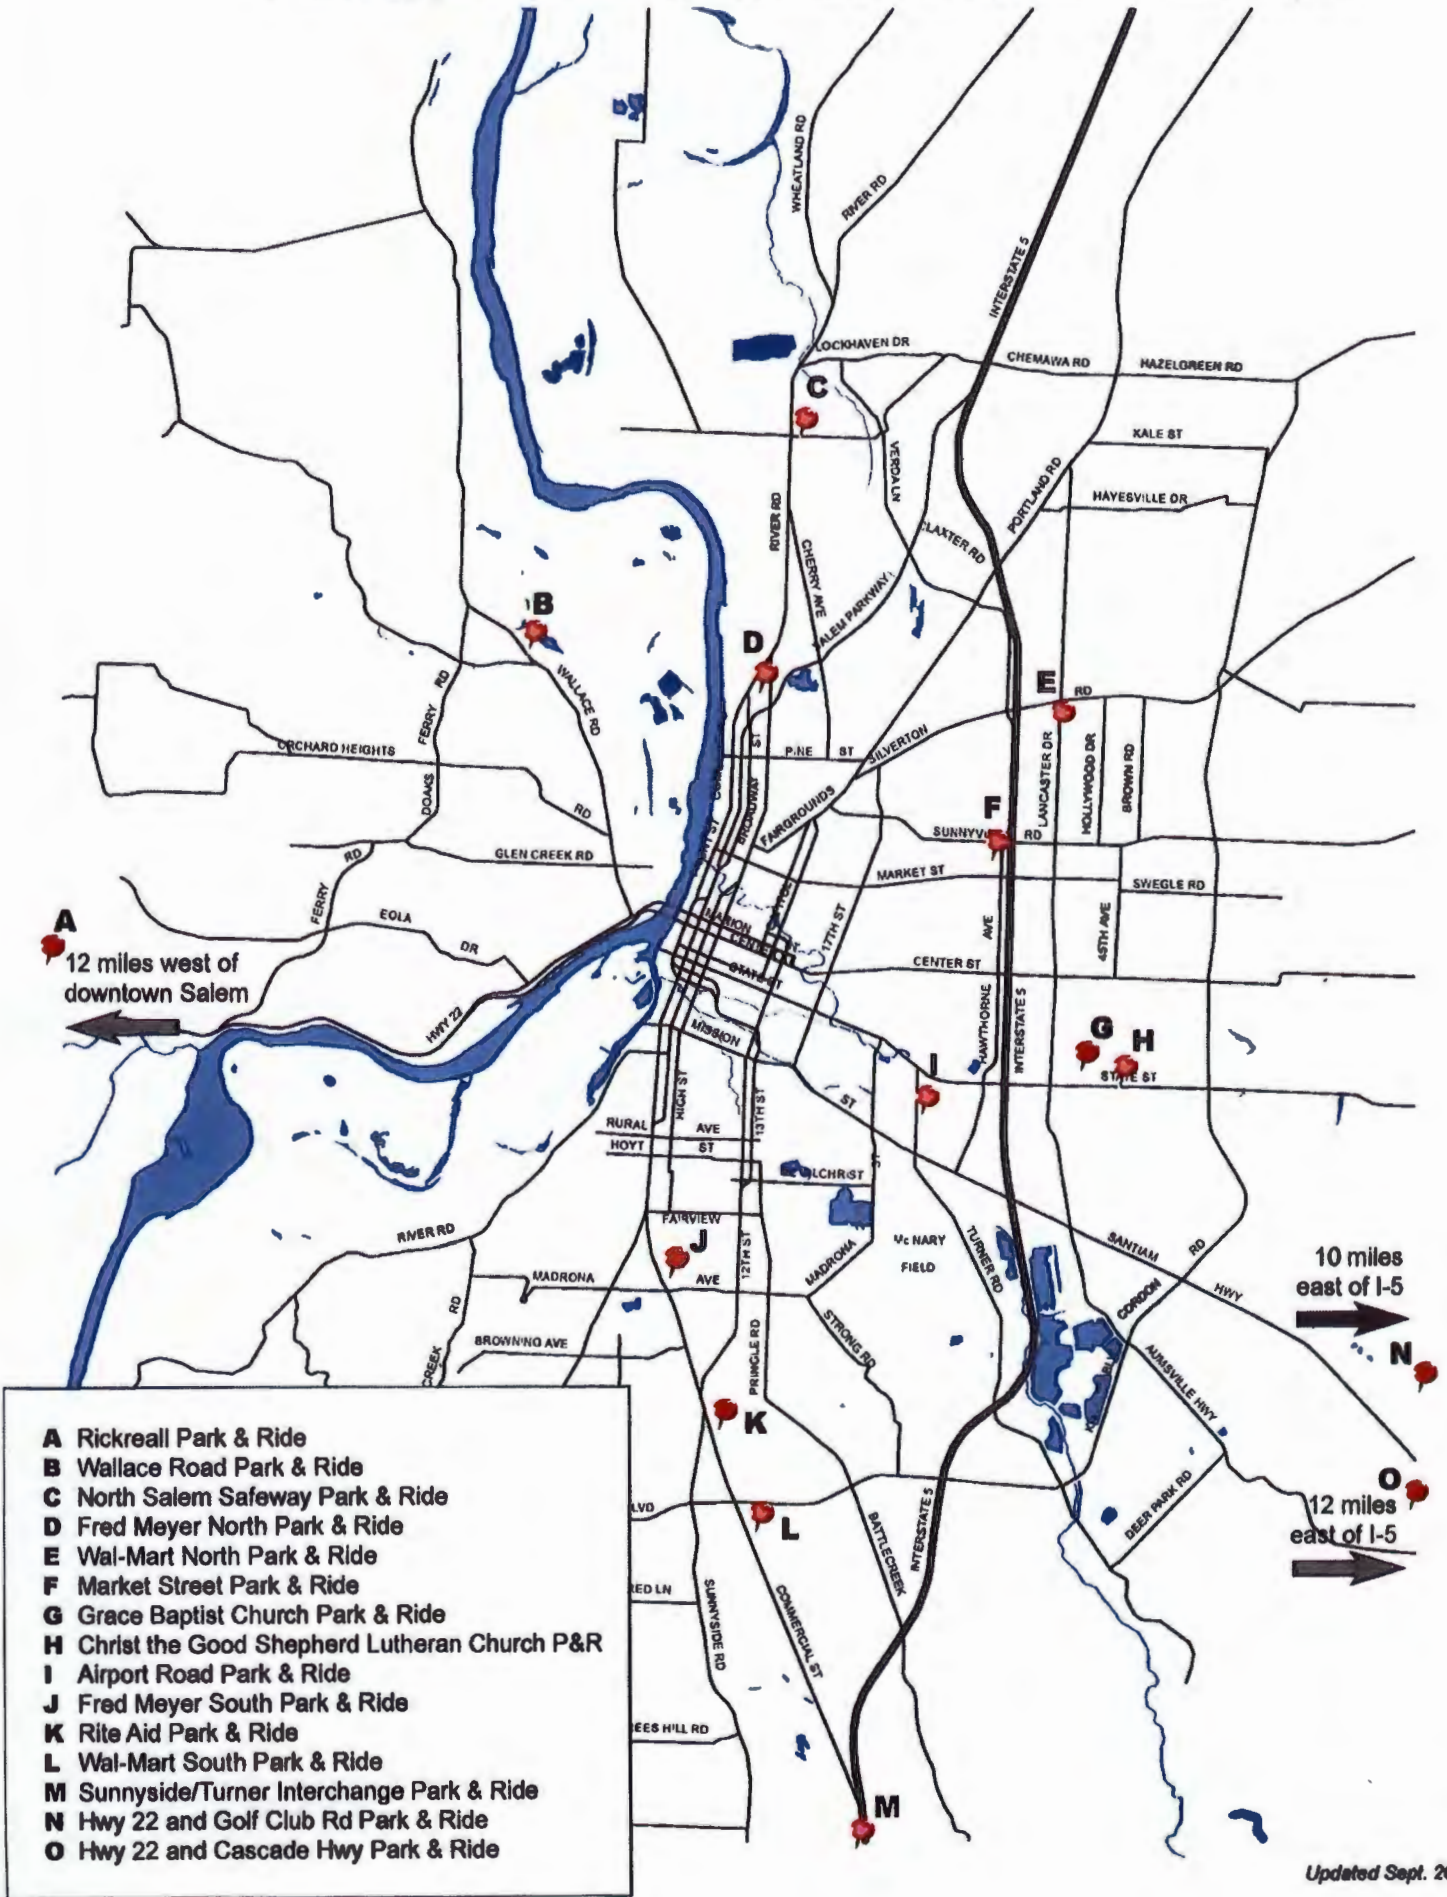 WHEATLAND RD
RIVER RD
INTERSTATE 5
LOCKHAVEN DR
CHEMAWA RD
HAZELGREEN RD
C
KALE ST
VERDA LN
PORTLAND RD
HAYESVILLE DR
RIVER RD
CLAXTER RD
CHERRY AVE
SALEM PARKWAY
B
D
WALLACE RD
E
RD
DOAKS FERRY RD
ORCHARD HEIGHTS
RD
PINE ST
SILVERTON
LANCASTER DR
HOLLYWOOD DR
BROWN RD
BROADWAY ST
FAIRGROUNDS
F
RD
GLEN CREEK RD
MARKET ST
SWEGLE RD
FERRY RD
EOLA
DR
MARION
17TH ST
CENTER ST
45TH AVE
A
12 miles west of
downtown Salem
STATE ST
HAWTHORNE AVE
INTERSTATE 5
HWY 22
MISSION
ST
G
H
STATE ST
I
HIGH ST
13TH ST
RURAL AVE
HOYT ST
ST
FAIRVIEW
RIVER RD
J
12TH ST
MADRONA AVE
MADRONA
Mc NARY
FIELD
TURNER RD
SANTIAM
HWY
CORDON RD
10 miles
east of I-5
N
BROWNING AVE
CREEK RD
PRINGLE RD
STRONG RD
AUMSVILLE HWY
K
O
12 miles
east of I-5
DEER PARK RD
LVD
L
BATTLECREEK
INTERSTATE 5
RED LN
SUNNYSIDE RD
COMMERCIAL ST
EES HILL RD
M
A Rickreall Park & Ride
B Wallace Road Park & Ride
C North Salem Safeway Park & Ride
D Fred Meyer North Park & Ride
E Wal-Mart North Park & Ride
F Market Street Park & Ride
G Grace Baptist Church Park & Ride
H Christ the Good Shepherd Lutheran Church P&R
I Airport Road Park & Ride
J Fred Meyer South Park & Ride
K Rite Aid Park & Ride
L Wal-Mart South Park & Ride
M Sunnyside/Turner Interchange Park & Ride
N Hwy 22 and Golf Club Rd Park & Ride
O Hwy 22 and Cascade Hwy Park & Ride
Updated Sept. 20